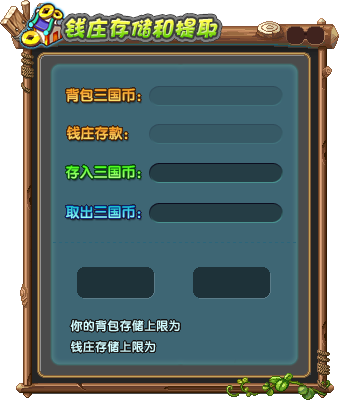 钱庄存储和提取
背包三国币：
钱庄存款：
存入三国币：
取出三国币：
你的背包存储上限为
钱庄存储上限为